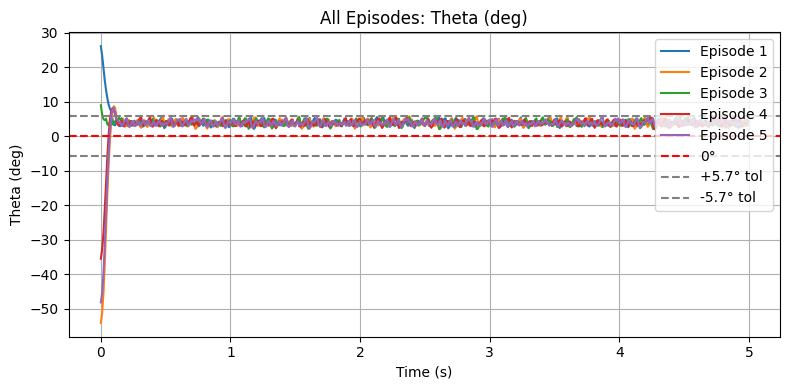 All Episodes: Theta (deg)
Theta (deg)
30
20
10
0
−10
−20
−30
−40
−50
Episode 1
Episode 2
Episode 3
Episode 4
Episode 5
0°
+5.7° tol
-5.7° tol
0
1
2
3
4
5
Time (s)